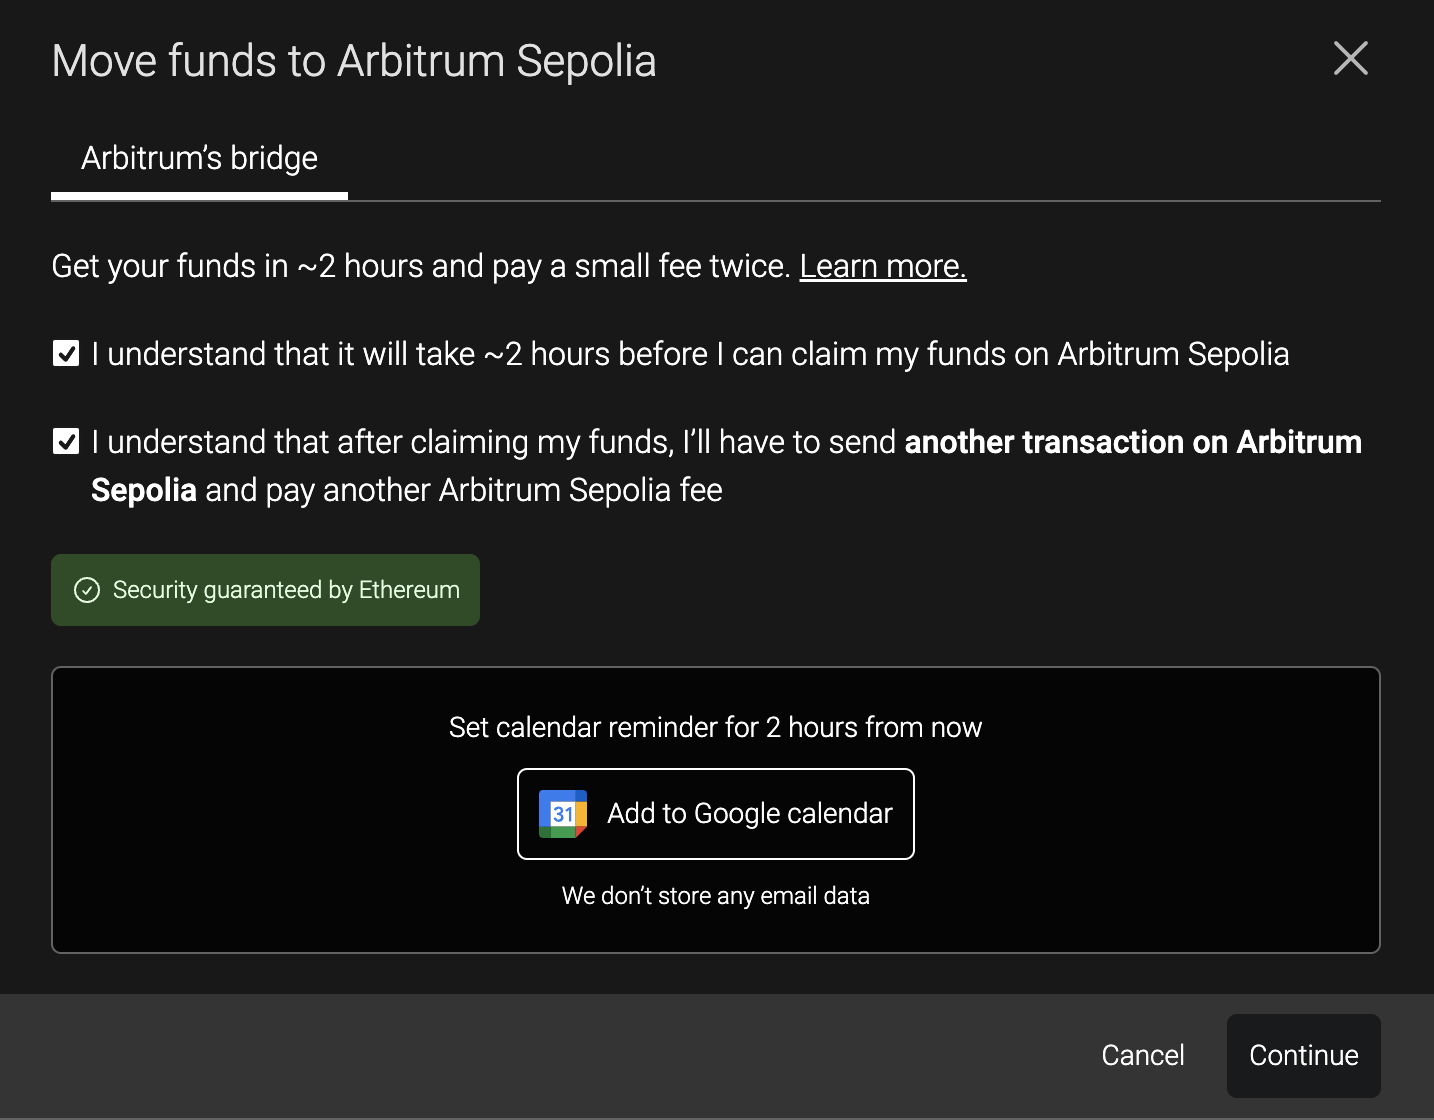 Move funds to Arbitrum Sepolia
Arbitrum’s bridge
Get your funds in ~2 hours and pay a small fee twice. Learn more.
I understand that it will take ~2 hours before I can claim my funds on Arbitrum Sepolia
I understand that after claiming my funds, I’ll have to send another transaction on Arbitrum
Sepolia and pay another Arbitrum Sepolia fee
Security guaranteed by Ethereum
Set calendar reminder for 2 hours from now
31
Add to Google calendar
We don’t store any email data
Cancel
Continue